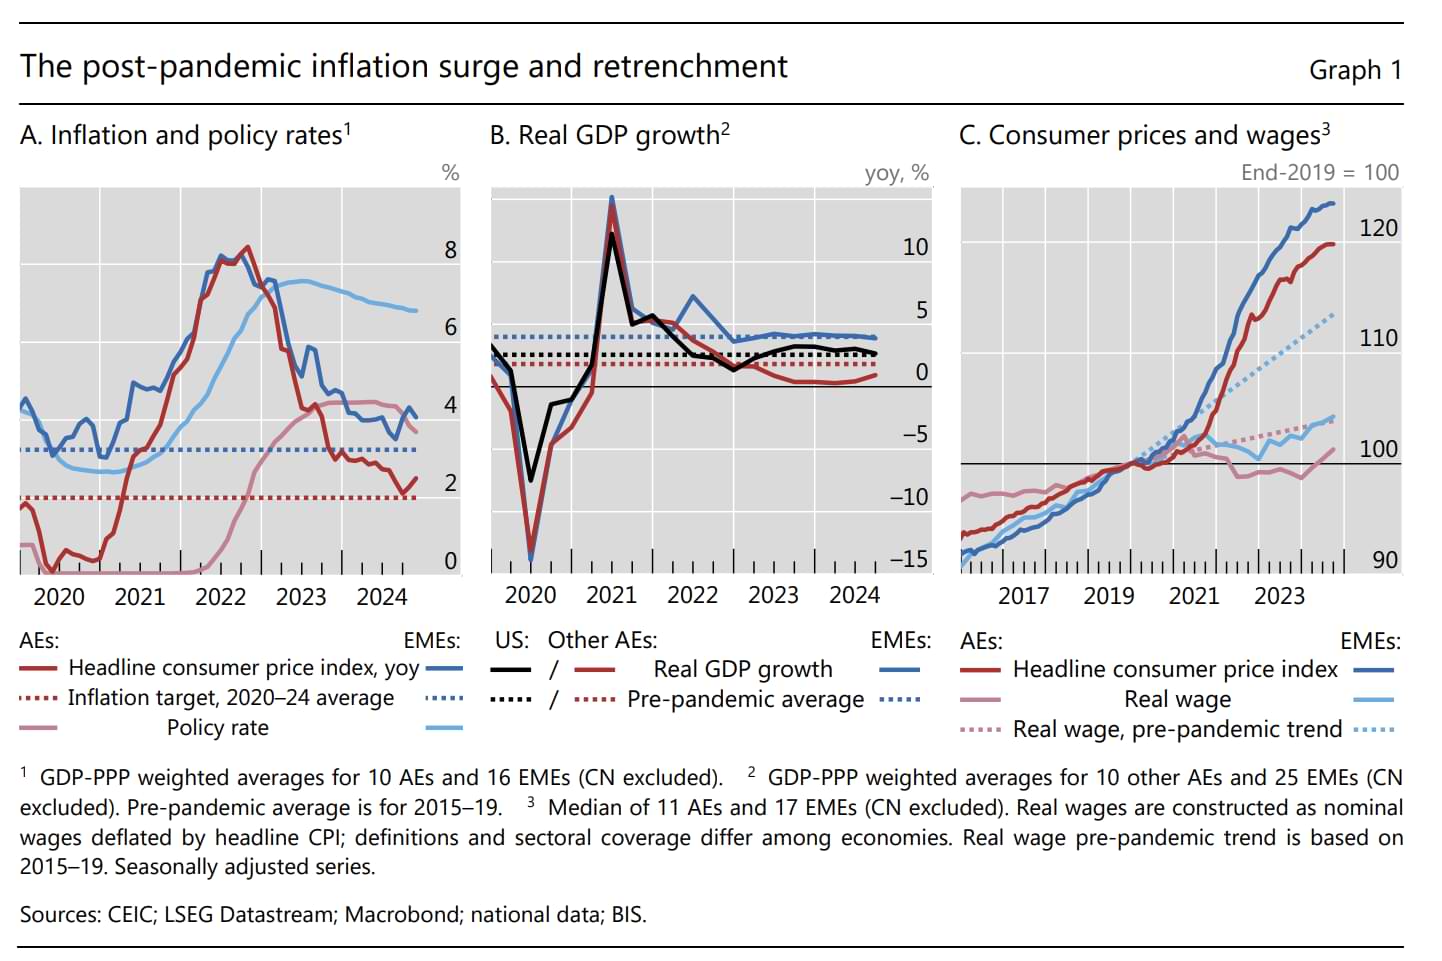 The post-pandemic inflation surge and retrenchment
Graph 1
A. Inflation and policy rates1
%
8
6
4
2
0
2020 2021 2022 2023 2024
AEs: EMEs:
Headline consumer price index, yoy
Inflation target, 2020–24 average
Policy rate
B. Real GDP growth2
yoy, %
10
5
0
–5
–10
–15
2020 2021 2022 2023 2024
US: Other AEs: EMEs:
/ Real GDP growth
/ Pre-pandemic average
C. Consumer prices and wages3
End-2019 = 100
120
110
100
90
2017 2019 2021 2023
AEs: EMEs:
Headline consumer price index
Real wage
Real wage, pre-pandemic trend
1 GDP-PPP weighted averages for 10 AEs and 16 EMEs (CN excluded). 2 GDP-PPP weighted averages for 10 other AEs and 25 EMEs (CN
excluded). Pre-pandemic average is for 2015–19. 3 Median of 11 AEs and 17 EMEs (CN excluded). Real wages are constructed as nominal
wages deflated by headline CPI; definitions and sectoral coverage differ among economies. Real wage pre-pandemic trend is based on
2015–19. Seasonally adjusted series.
Sources: CEIC; LSEG Datastream; Macrobond; national data; BIS.